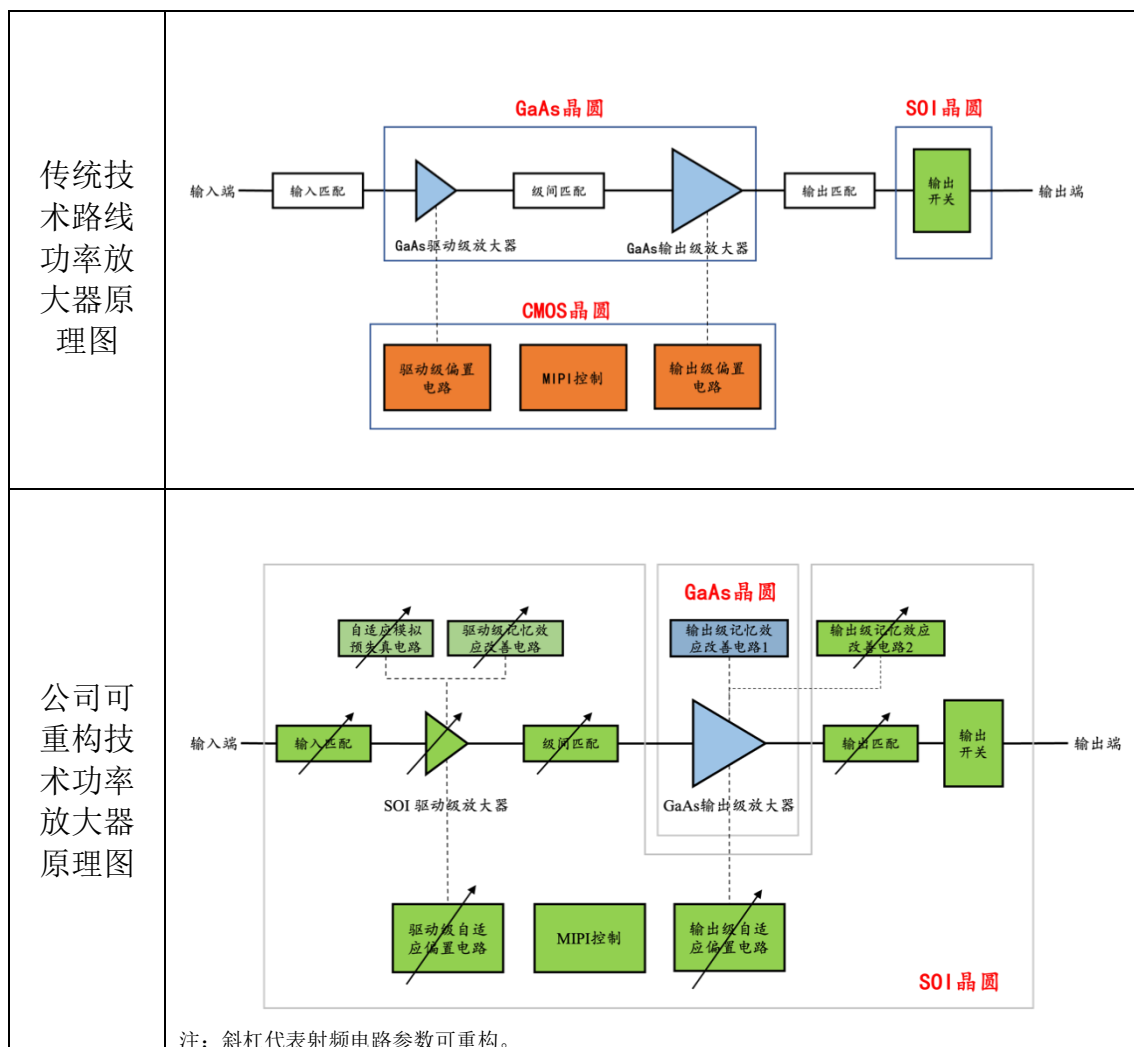 传统技
术路线
功率放
大器原
理图
GaAs晶圆
SOI晶圆
输入端
输入匹配
级间匹配
输出匹配
输出
开关
输出端
GaAs驱动级放大器
GaAs输出级放大器
CMOS晶圆
驱动级偏置
电路
MIPI控制
输出级偏置
电路
公司可
重构技
术功率
放大器
原理图
GaAs晶圆
自适应模拟
预失真电路
驱动级记忆效
应改善电路
输出级记忆效
应改善电路1
输出级记忆效应
改善电路2
输入端
输入匹配
级间匹配
输出匹配
输出
开关
输出端
SOI 驱动级放大器
GaAs输出级放大器
驱动级自适
应偏置电路
MIPI控制
输出级自适
应偏置电路
SOI晶圆
注：斜杠代表射频电路参数可重构。